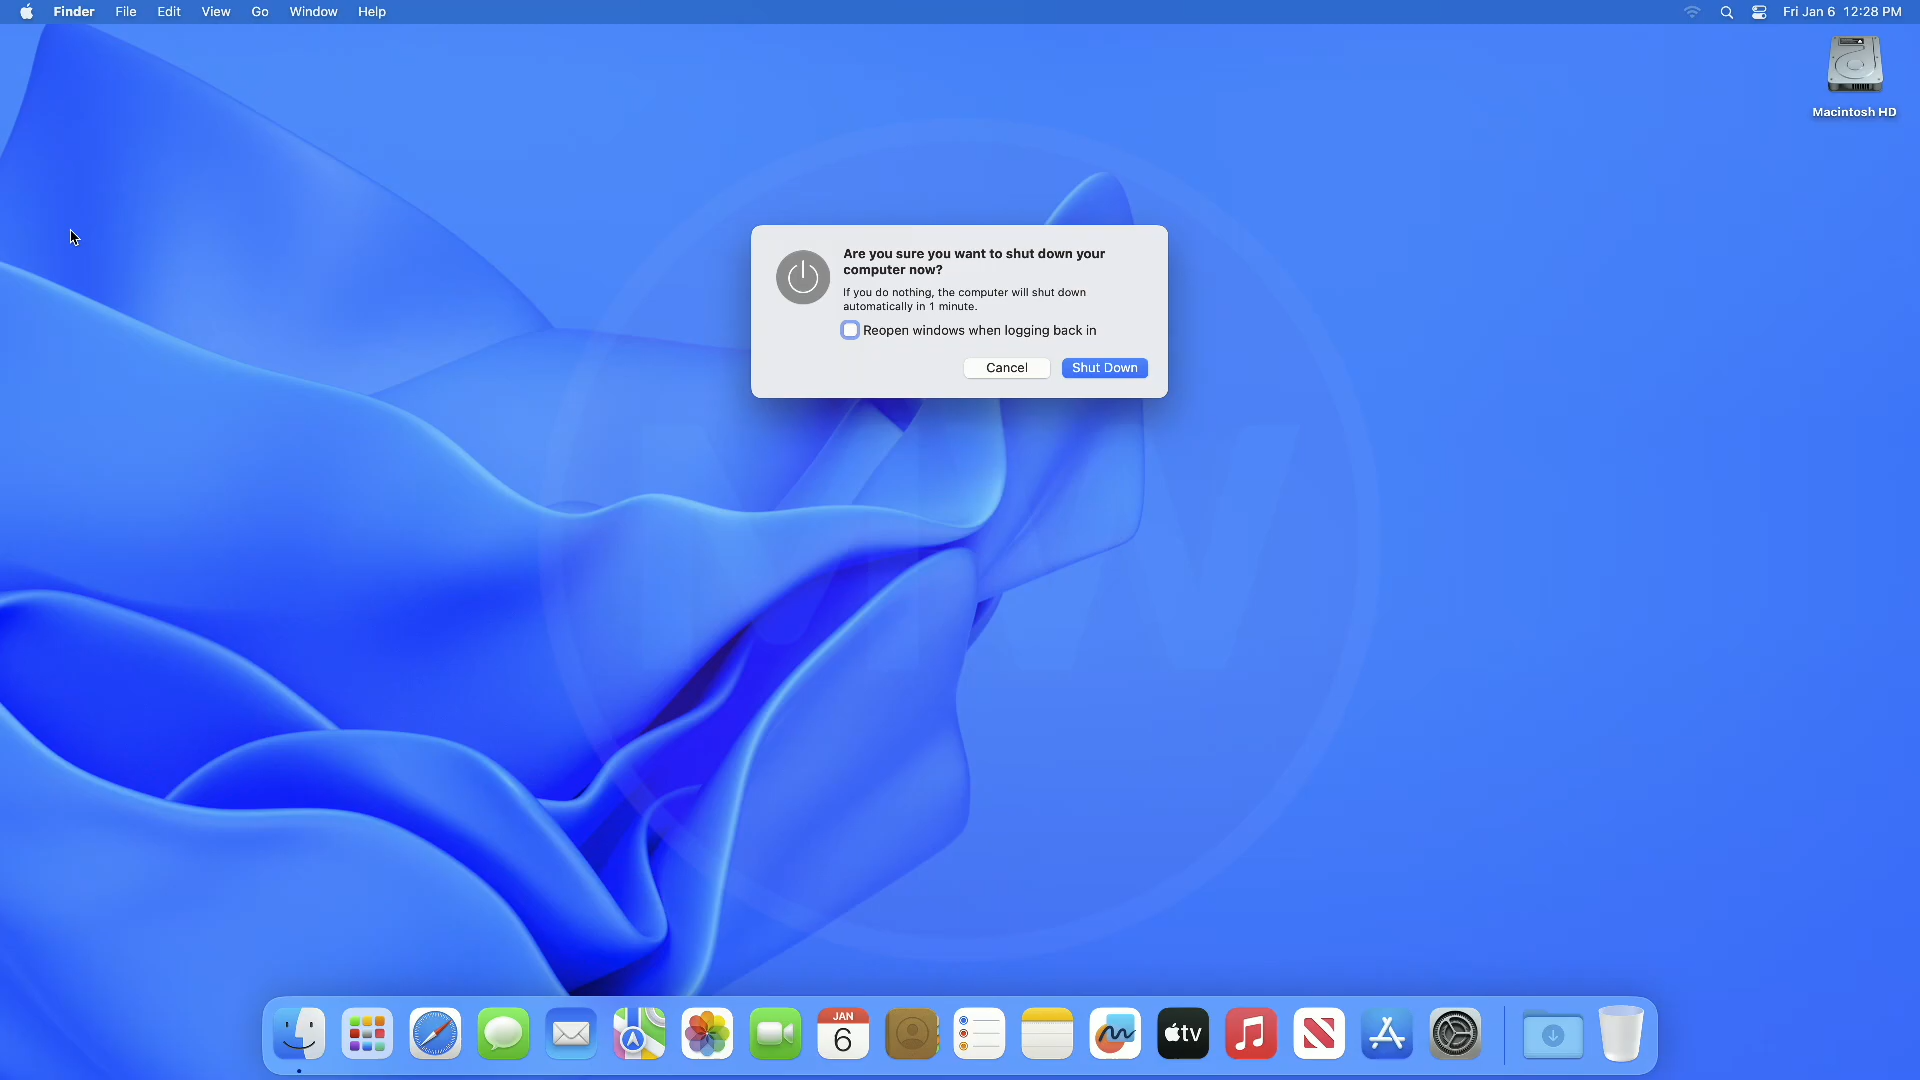 Finder File Edit View Go Window Help Fri Jan 6 12:28 PM
Macintosh HD
Are you sure you want to shut down your
computer now?
If you do nothing, the computer will shut down
automatically in 1 minute.
Reopen windows when logging back in
Cancel Shut Down
MW
JAN
6
tv